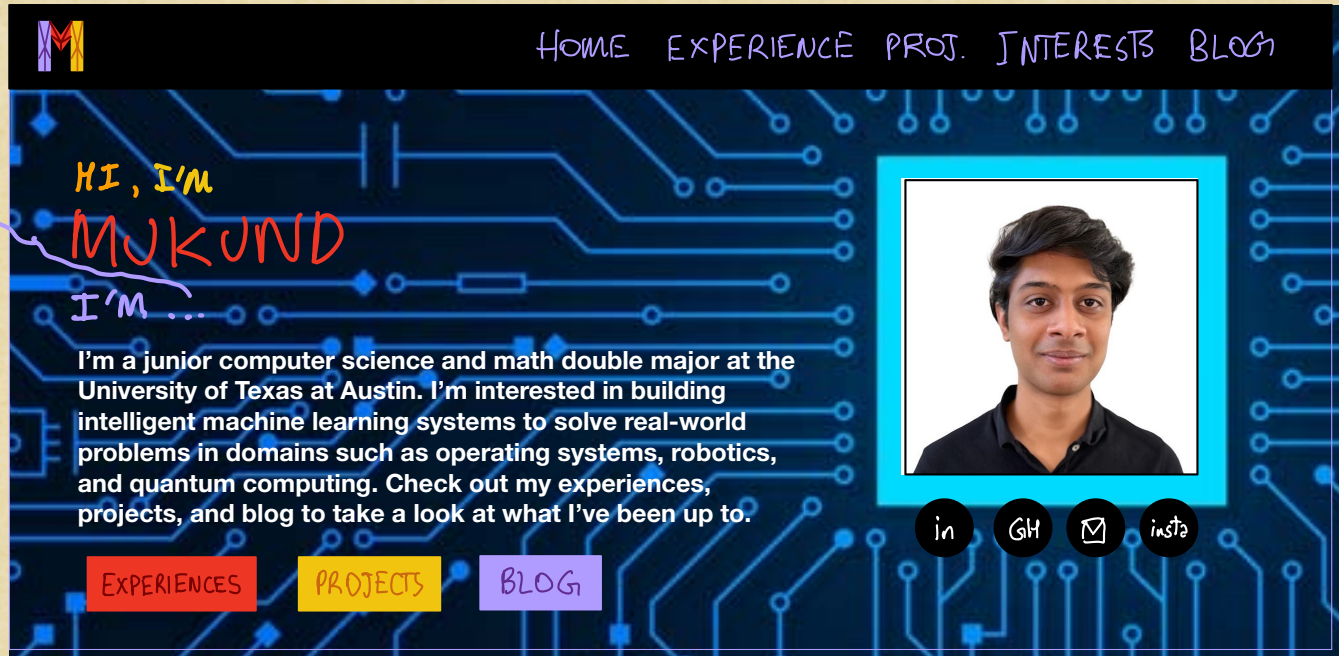 M
HOME EXPERIENCE PROJ. INTERESTS BLOG
HI, I'M
MUKUND
I'M ...
I'm a junior computer science and math double major at the
University of Texas at Austin. I'm interested in building
intelligent machine learning systems to solve real-world
problems in domains such as operating systems, robotics,
and quantum computing. Check out my experiences,
projects, and blog to take a look at what I've been up to.
in GH insta
EXPERIENCES PROJECTS BLOG